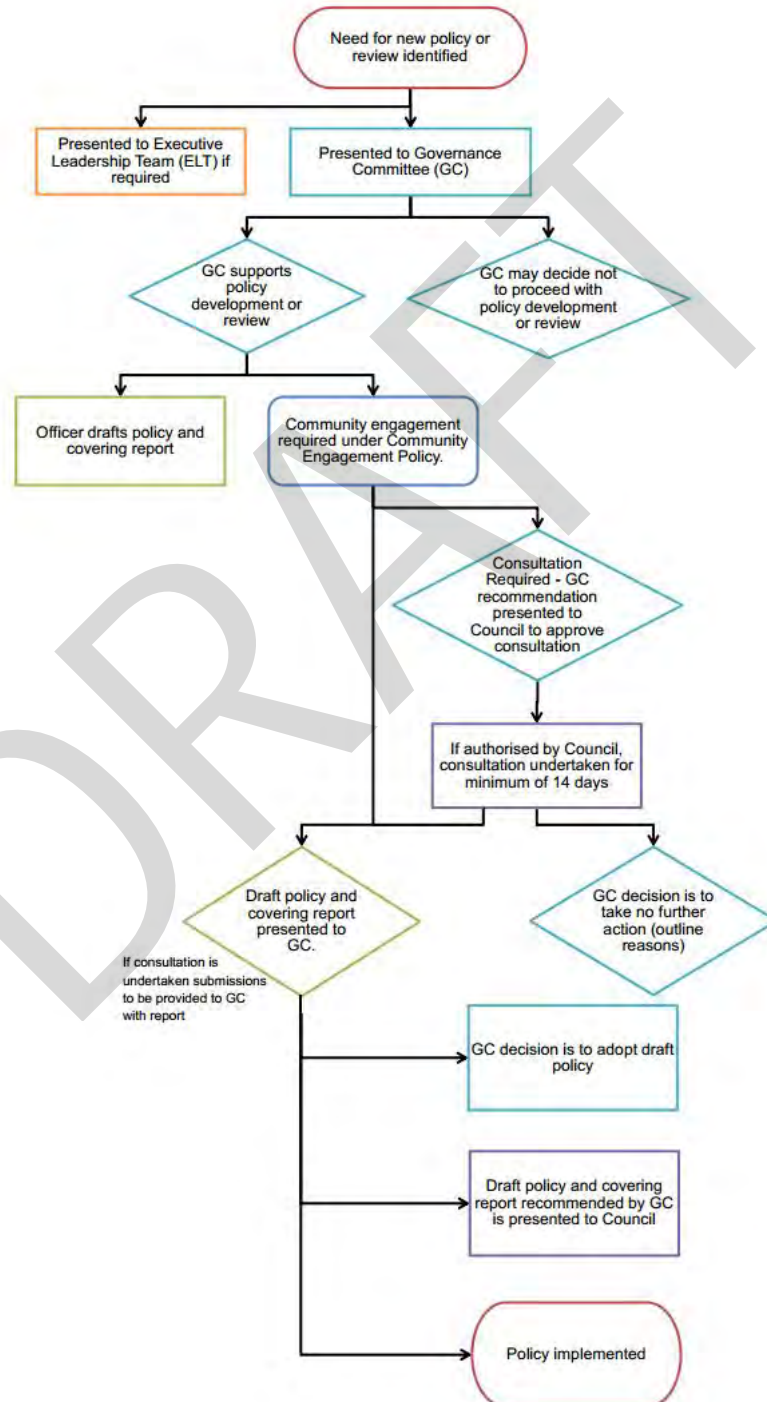 Need for new policy or
review identified
Presented to Executive
Leadership Team (ELT) if
required
Presented to Governance
Committee (GC)
GC supports
policy
development or
review
GC may decide not
to proceed with
policy development
or review
Officer drafts policy and
covering report
Community engagement
required under Community
Engagement Policy.
Consultation
Required - GC
recommendation
presented to
Council to approve
consultation
If authorised by Council,
consultation undertaken for
minimum of 14 days
Draft policy and
covering report
presented to
GC.
GC decision is to
take no further
action (outline
reasons)
If consultation is
undertaken submissions
to be provided to GC
with report
GC decision is to adopt draft
policy
Draft policy and covering
report recommended by GC
is presented to Council
Policy implemented
DRAFT